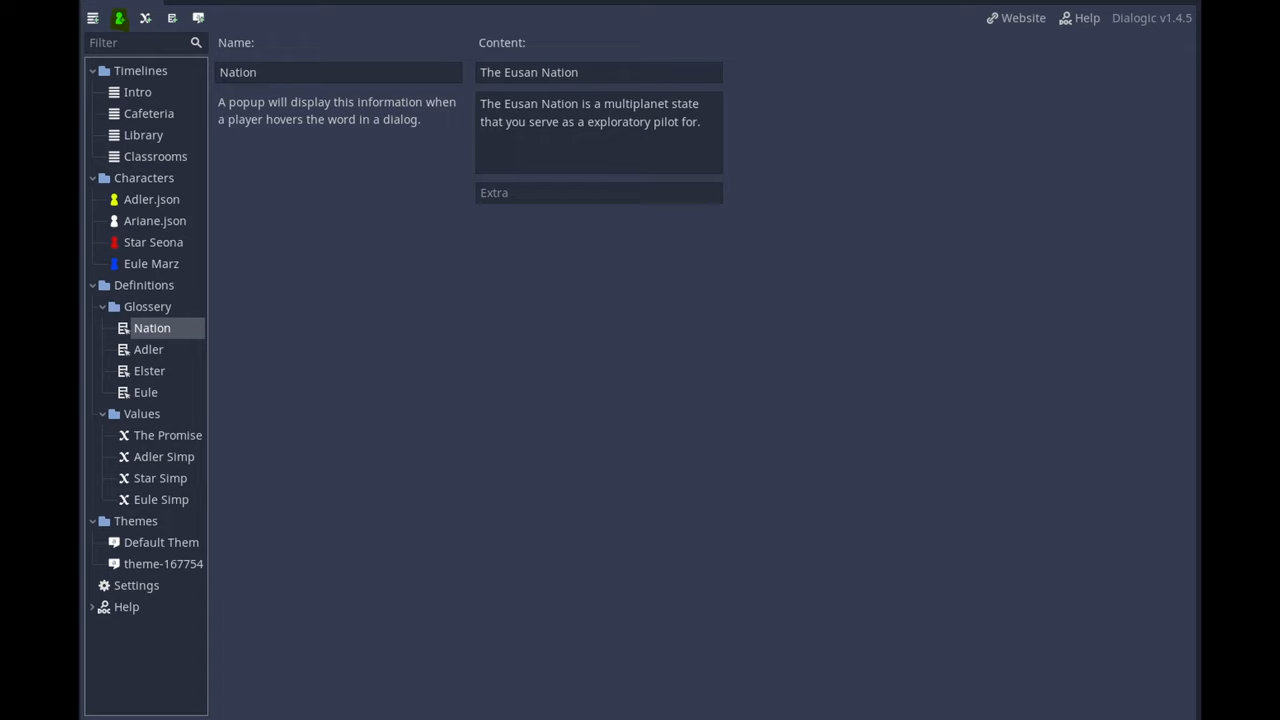 Website
Help
Dialogic v1.4.5
Filter
Name:
Content:
Timelines
Intro
Cafeteria
Library
Classrooms
Characters
Adler.json
Ariane.json
Star Seona
Eule Marz
Definitions
Glossery
Nation
Adler
Elster
Eule
Values
The Promise
Adler Simp
Star Simp
Eule Simp
Themes
Default Them
theme-167754
Settings
Help
Nation
A popup will display this information when
a player hovers the word in a dialog.
The Eusan Nation
The Eusan Nation is a multiplanet state
that you serve as a exploratory pilot for.
Extra